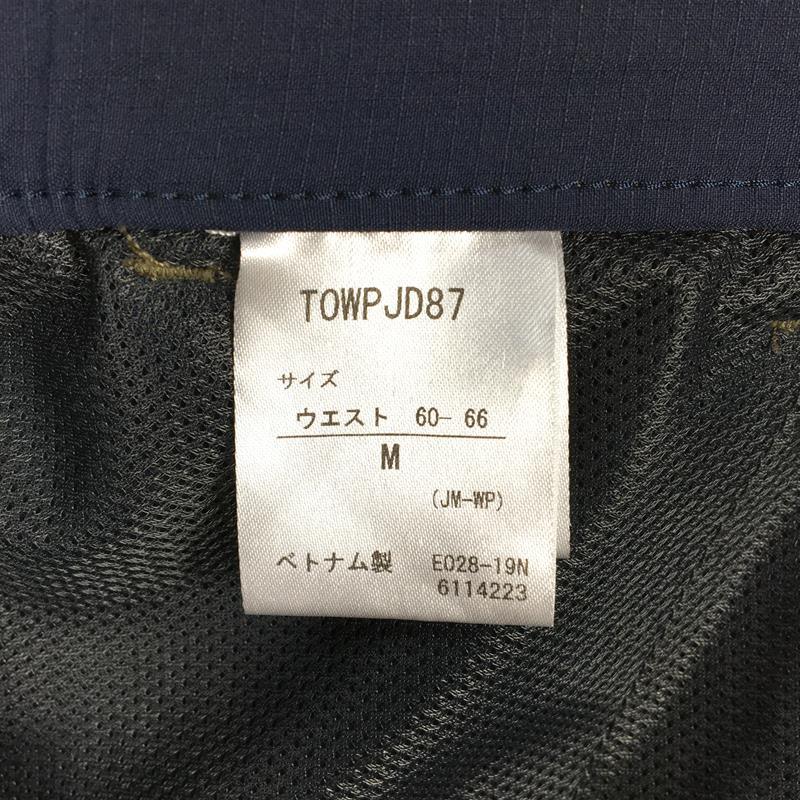 TOWPJD87
サイズ
ウエスト 60- 66
M
(JM-WP)
ベトナム製 E028-19N
6114223